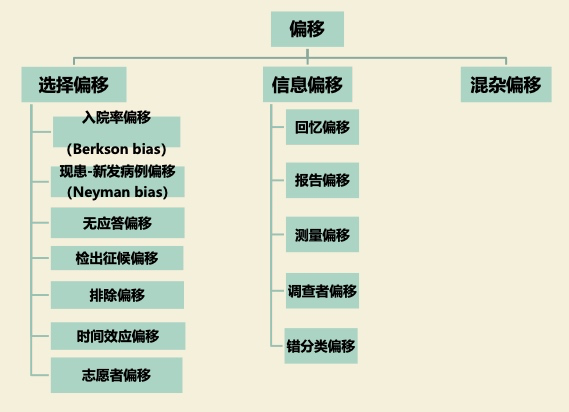 偏移
选择偏移
信息偏移
混杂偏移
入院率偏移
（Berkson bias）
现患-新发病例偏移
（Neyman bias）
无应答偏移
检出征候偏移
排除偏移
时间效应偏移
志愿者偏移
回忆偏移
报告偏移
测量偏移
调查者偏移
错分类偏移